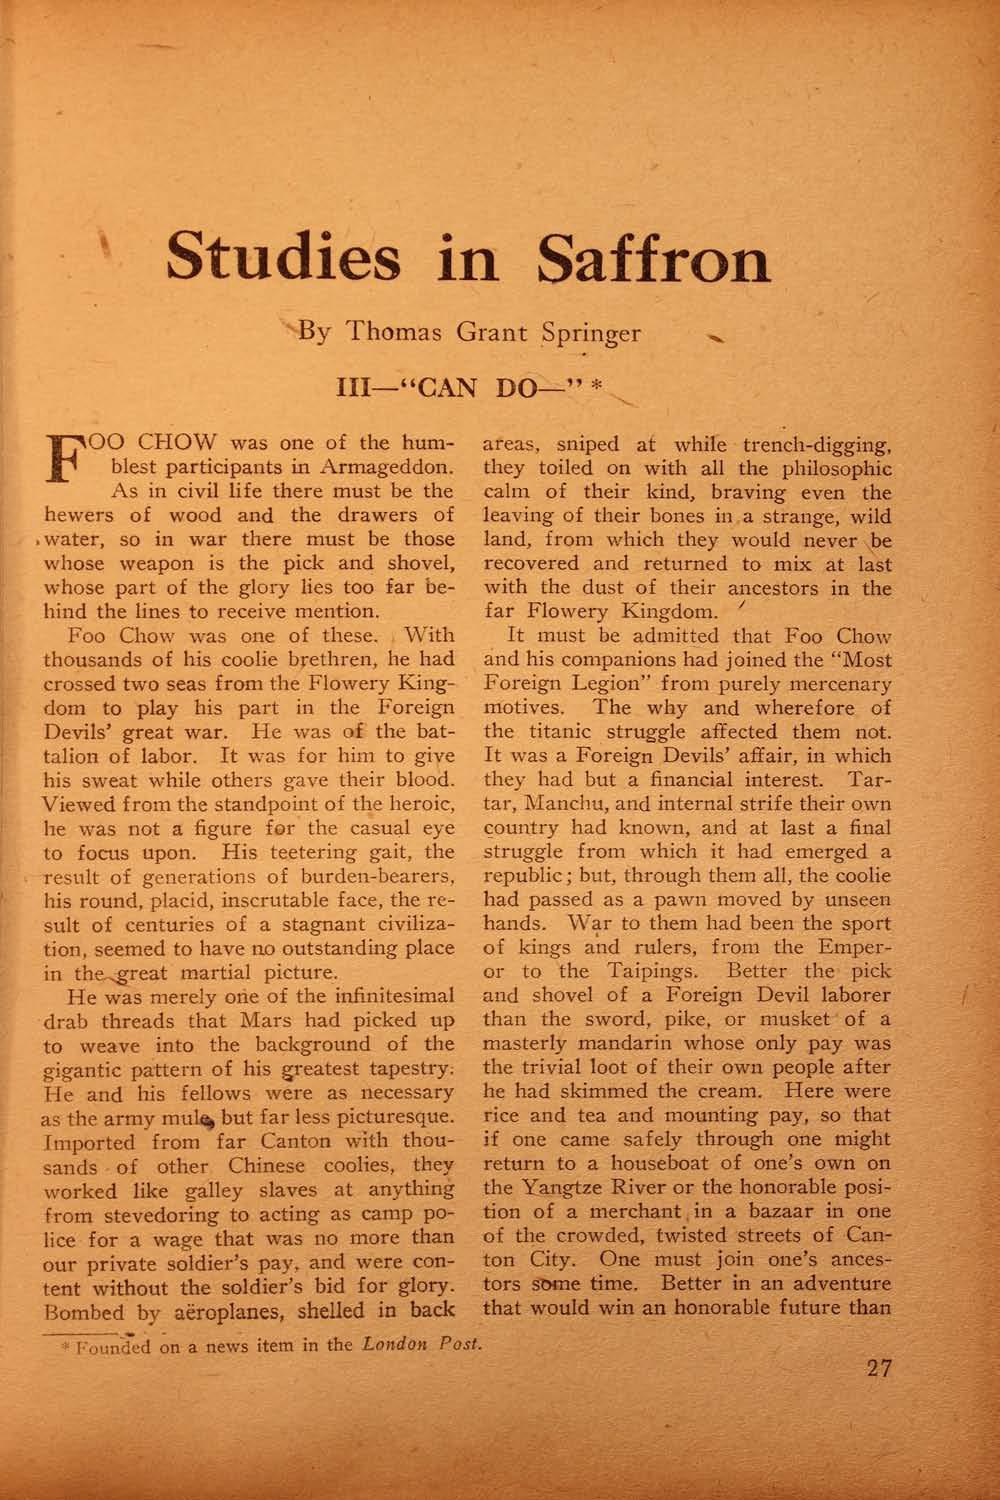 Studies in Saffron
By Thomas Grant Springer
III—“CAN DO—” *
FOO CHOW was one of the hum-
blest participants in Armageddon.
As in civil life there must be the
hewers of wood and the drawers of
water, so in war there must be those
whose weapon is the pick and shovel,
whose part of the glory lies too far be-
hind the lines to receive mention.
Foo Chow was one of these. With
thousands of his coolie brethren, he had
crossed two seas from the Flowery King-
dom to play his part in the Foreign
Devils’ great war. He was of the bat-
talion of labor. It was for him to give
his sweat while others gave their blood.
Viewed from the standpoint of the heroic,
he was not a figure for the casual eye
to focus upon. His teetering gait, the
result of generations of burden-bearers,
his round, placid, inscrutable face, the re-
sult of centuries of a stagnant civiliza-
tion, seemed to have no outstanding place
in the great martial picture.
He was merely one of the infinitesimal
drab threads that Mars had picked up
to weave into the background of the
gigantic pattern of his greatest tapestry.
He and his fellows were as necessary
as the army mule, but far less picturesque.
Imported from far Canton with thou-
sands of other Chinese coolies, they
worked like galley slaves at anything
from stevedoring to acting as camp po-
lice for a wage that was no more than
our private soldier’s pay, and were con-
tent without the soldier’s bid for glory.
Bombed by aëroplanes, shelled in back
areas, sniped at while trench-digging,
they toiled on with all the philosophic
calm of their kind, braving even the
leaving of their bones in a strange, wild
land, from which they would never be
recovered and returned to mix at last
with the dust of their ancestors in the
far Flowery Kingdom.
It must be admitted that Foo Chow
and his companions had joined the “Most
Foreign Legion” from purely mercenary
motives. The why and wherefore of
the titanic struggle affected them not.
It was a Foreign Devils’ affair, in which
they had but a financial interest. Tar-
tar, Manchu, and internal strife their own
country had known, and at last a final
struggle from which it had emerged a
republic; but, through them all, the coolie
had passed as a pawn moved by unseen
hands. War to them had been the sport
of kings and rulers, from the Emper-
or to the Taipings. Better the pick
and shovel of a Foreign Devil laborer
than the sword, pike, or musket of a
masterly mandarin whose only pay was
the trivial loot of their own people after
he had skimmed the cream. Here were
rice and tea and mounting pay, so that
if one came safely through one might
return to a houseboat of one’s own on
the Yangtze River or the honorable posi-
tion of a merchant in a bazaar in one
of the crowded, twisted streets of Can-
ton City. One must join one’s ances-
tors some time. Better in an adventure
that would win an honorable future than
* Founded on a news item in the London Post.
27